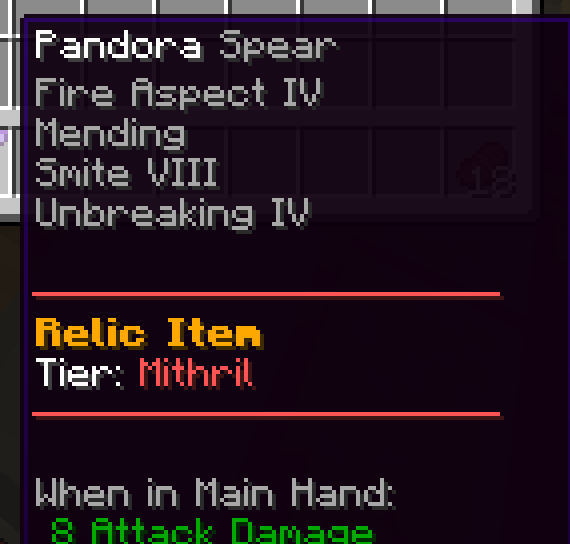 Pandora Spear
Fire Aspect IV
Mending
Smite VIII
18
Unbreaking IV
Relic Item
Tier: Mithril
When in Main Hand:
8 Attack Damage